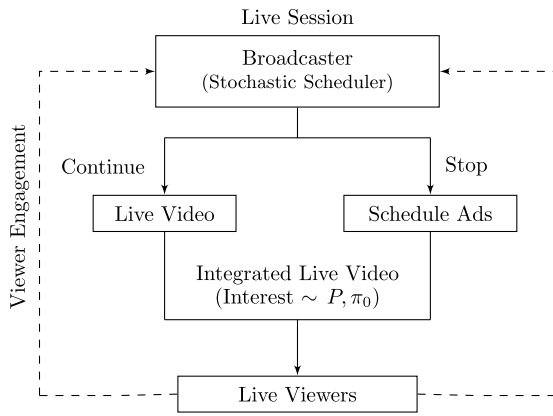 Live Session
Broadcaster
(Stochastic Scheduler)
Continue
Stop
Viewer Engagement
Live Video
Schedule Ads
Integrated Live Video
(Interest ∼ P, π₀)
Live Viewers